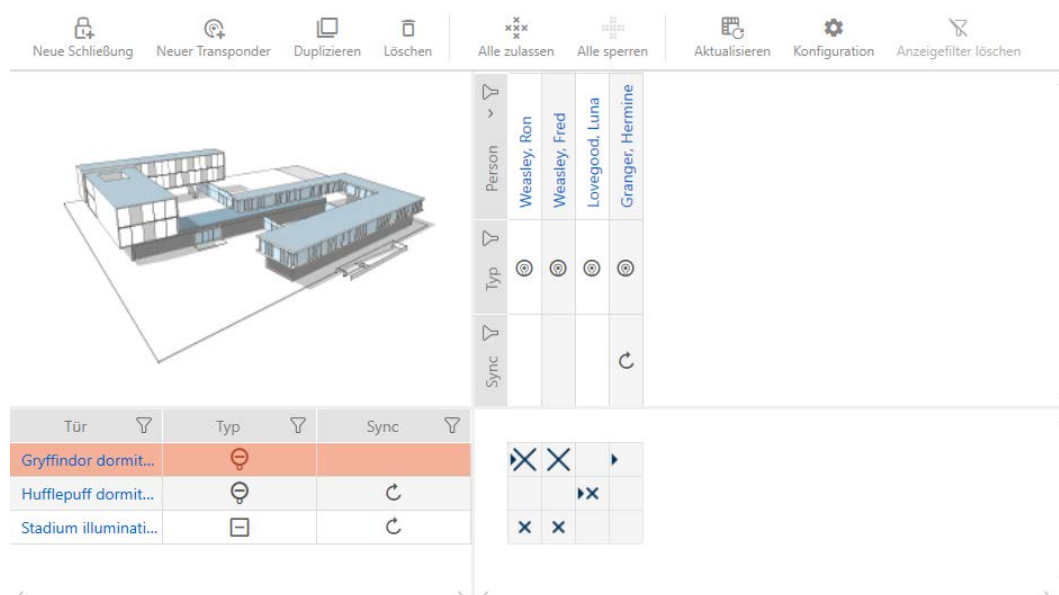 Neue Schließung
Neuer Transponder
Duplizieren
Löschen
Alle zulassen
Alle sperren
Aktualisieren
Konfiguration
Anzeigefilter löschen
Person
Weasley, Ron
Weasley, Fred
Lovegood, Luna
Granger, Hermine
Typ
Sync
Tür
Typ
Sync
Gryffindor dormit...
Hufflepuff dormit...
Stadium illuminati...